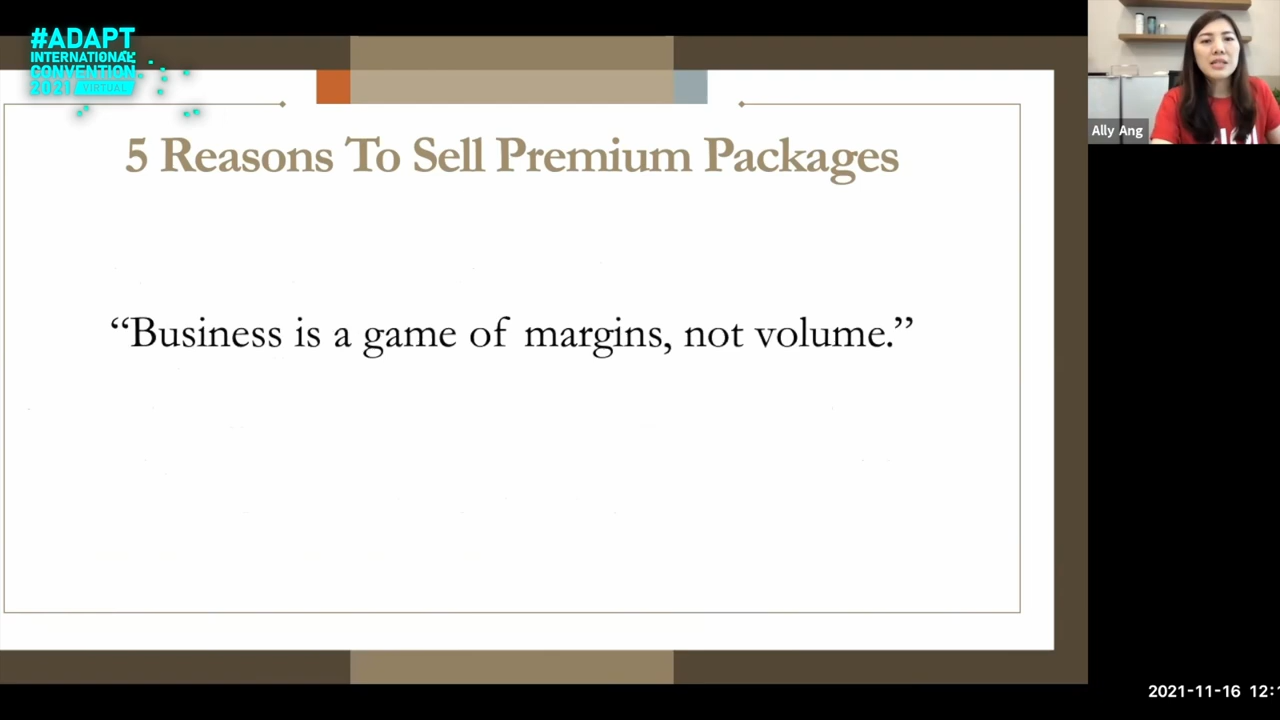 #ADAPT
INTERNATIONAL
CONVENTION
2021 VIRTUAL
Ally Ang
5 Reasons To Sell Premium Packages
“Business is a game of margins, not volume.”
2021-11-16 12: